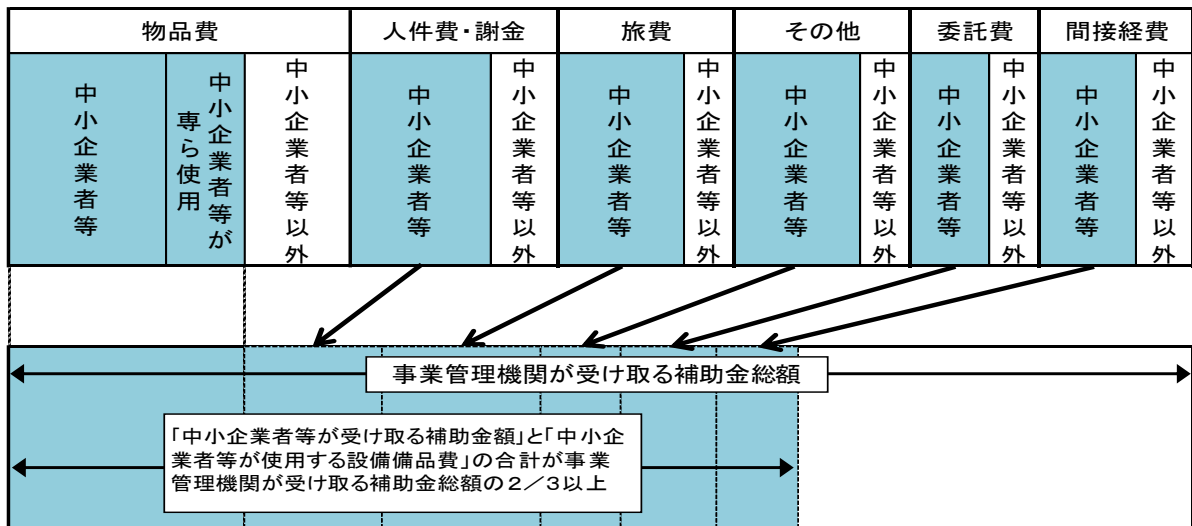 物品費
人件費・謝金
旅費
その他
委託費
間接経費
中小企業者等
中小企業者等が
専ら使用
中小企業者等以外
中小企業者等
中小企業者等以外
中小企業者等
中小企業者等以外
中小企業者等
中小企業者等以外
中小企業者等
中小企業者等以外
中小企業者等
中小企業者等以外
事業管理機関が受け取る補助金総額
「中小企業者等が受け取る補助金額」と「中小企
業者等が使用する設備備品費」の合計が事業
管理機関が受け取る補助金総額の2/3以上